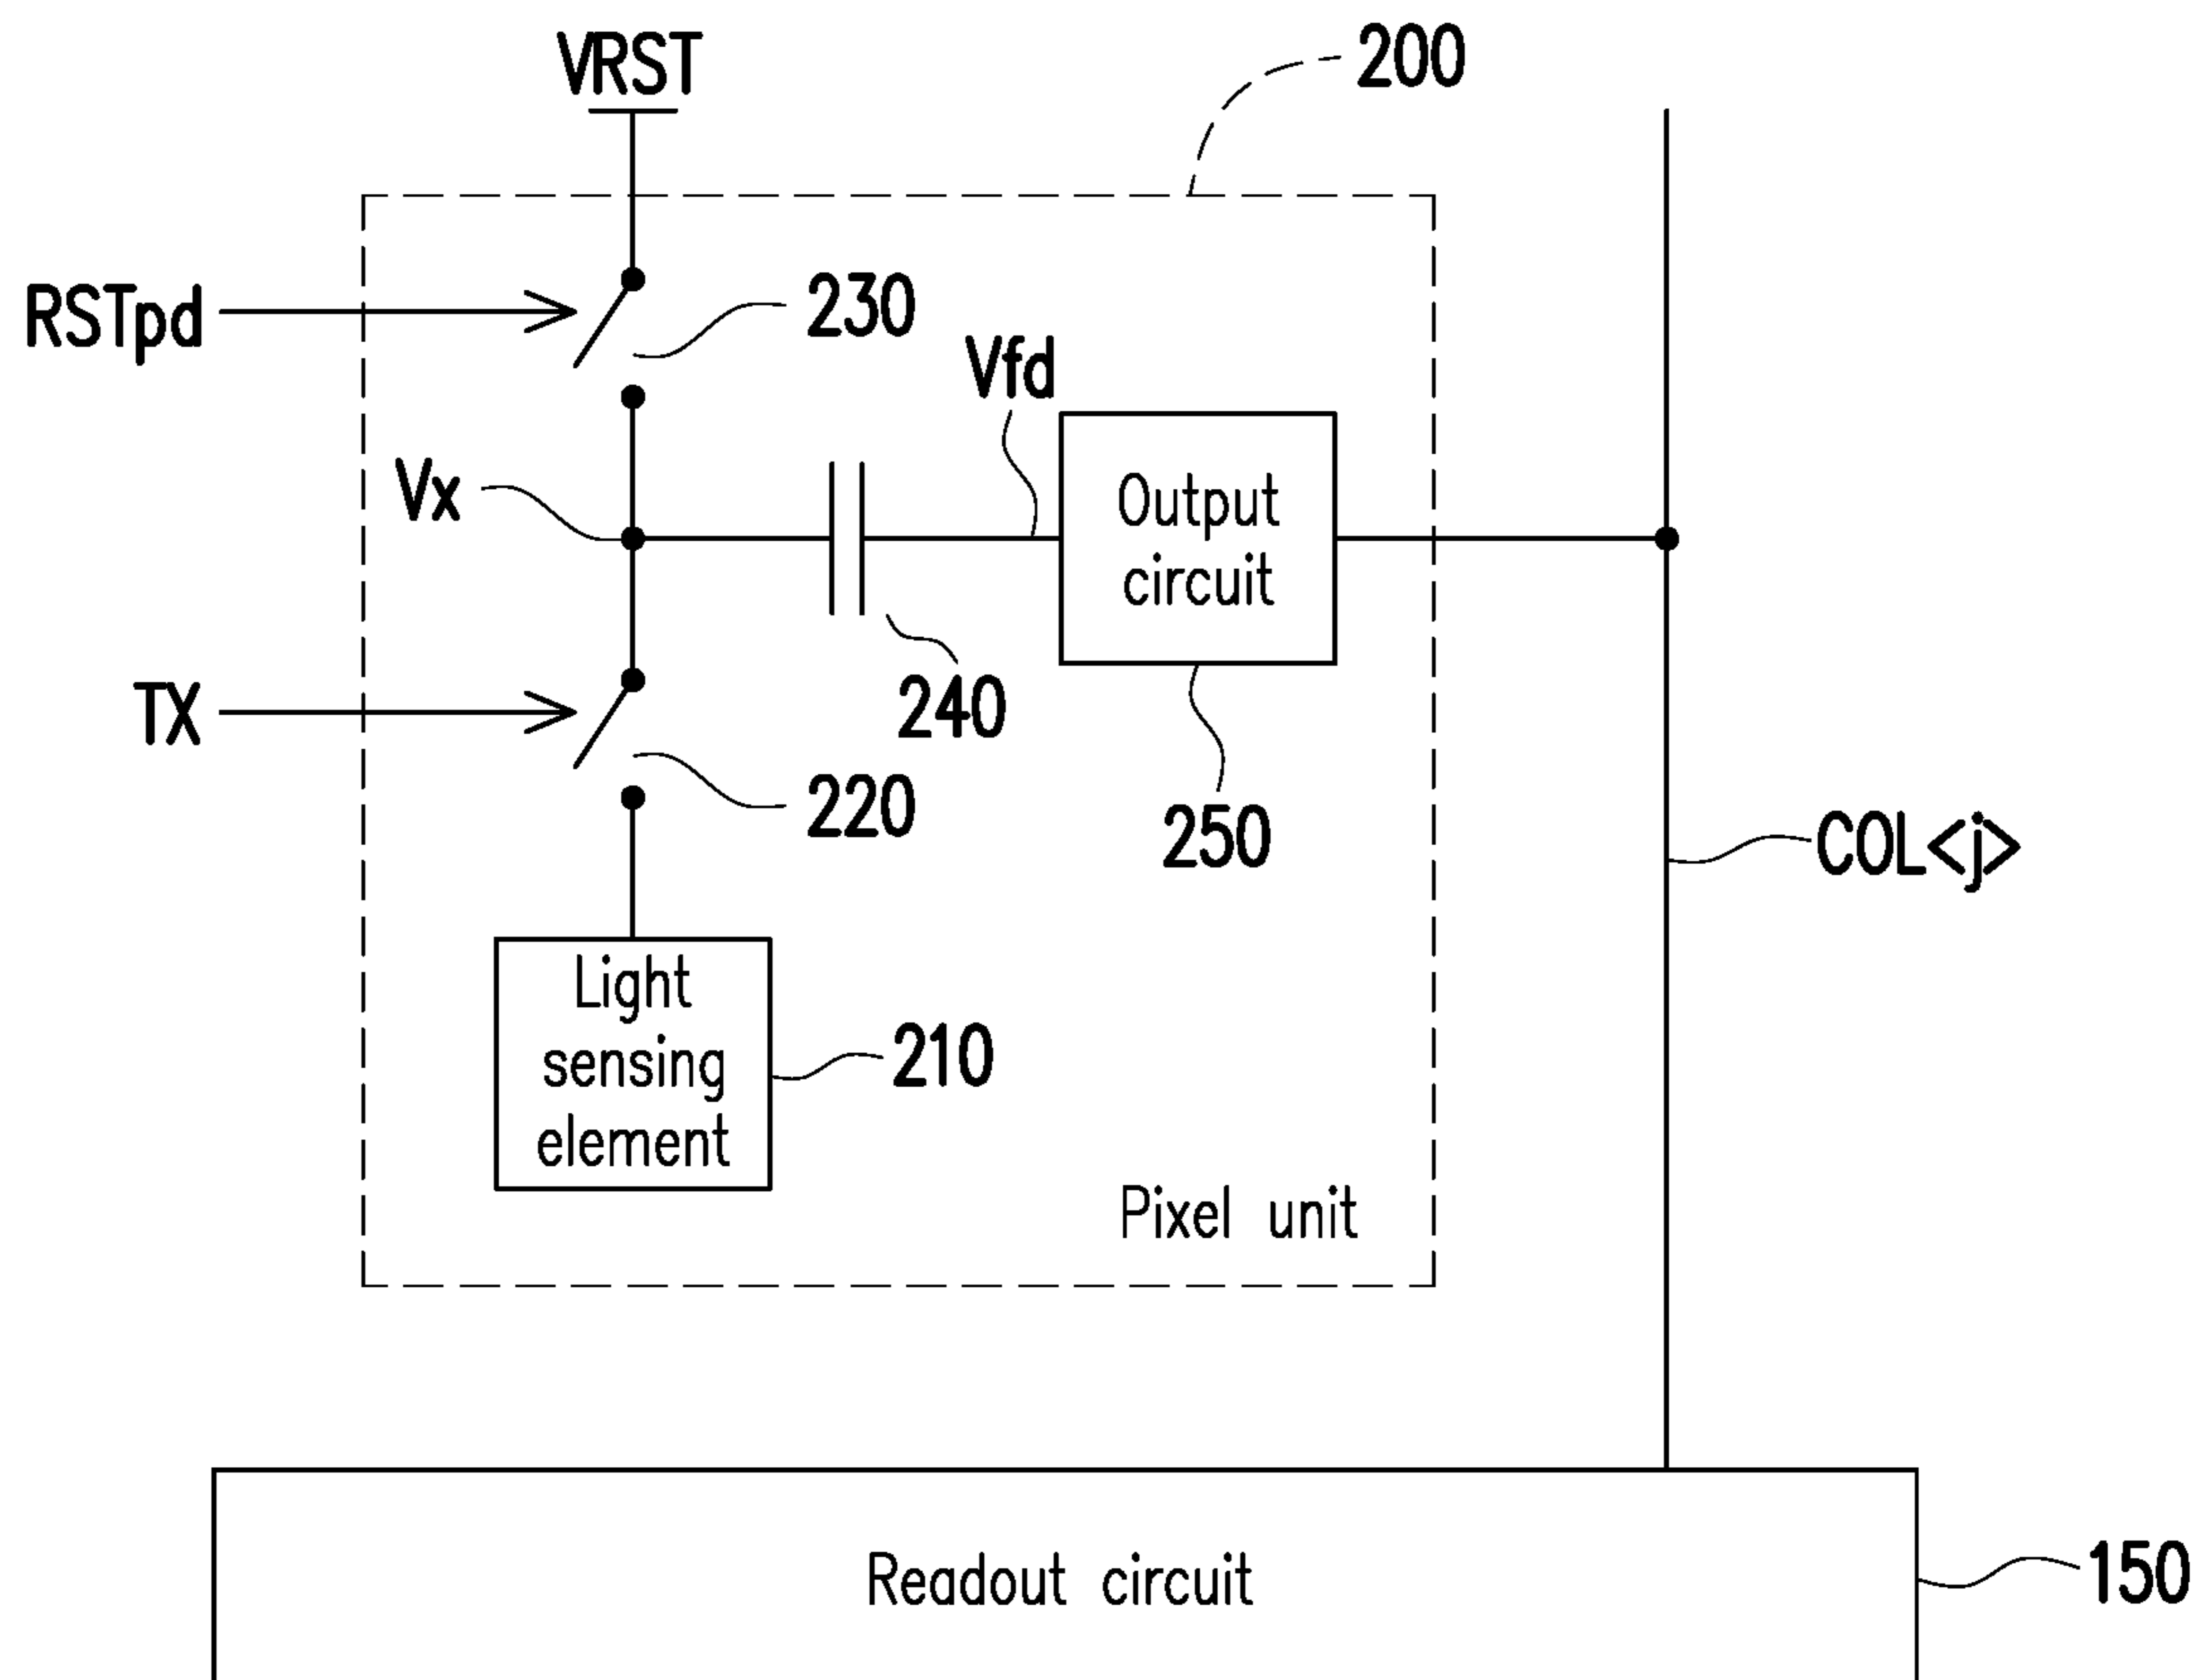 VRST
200
RSTpd
230
Vfd
Vx
Output
circuit
TX
240
220
250
COL<j>
Light
sensing
element
210
Pixel unit
Readout circuit
150